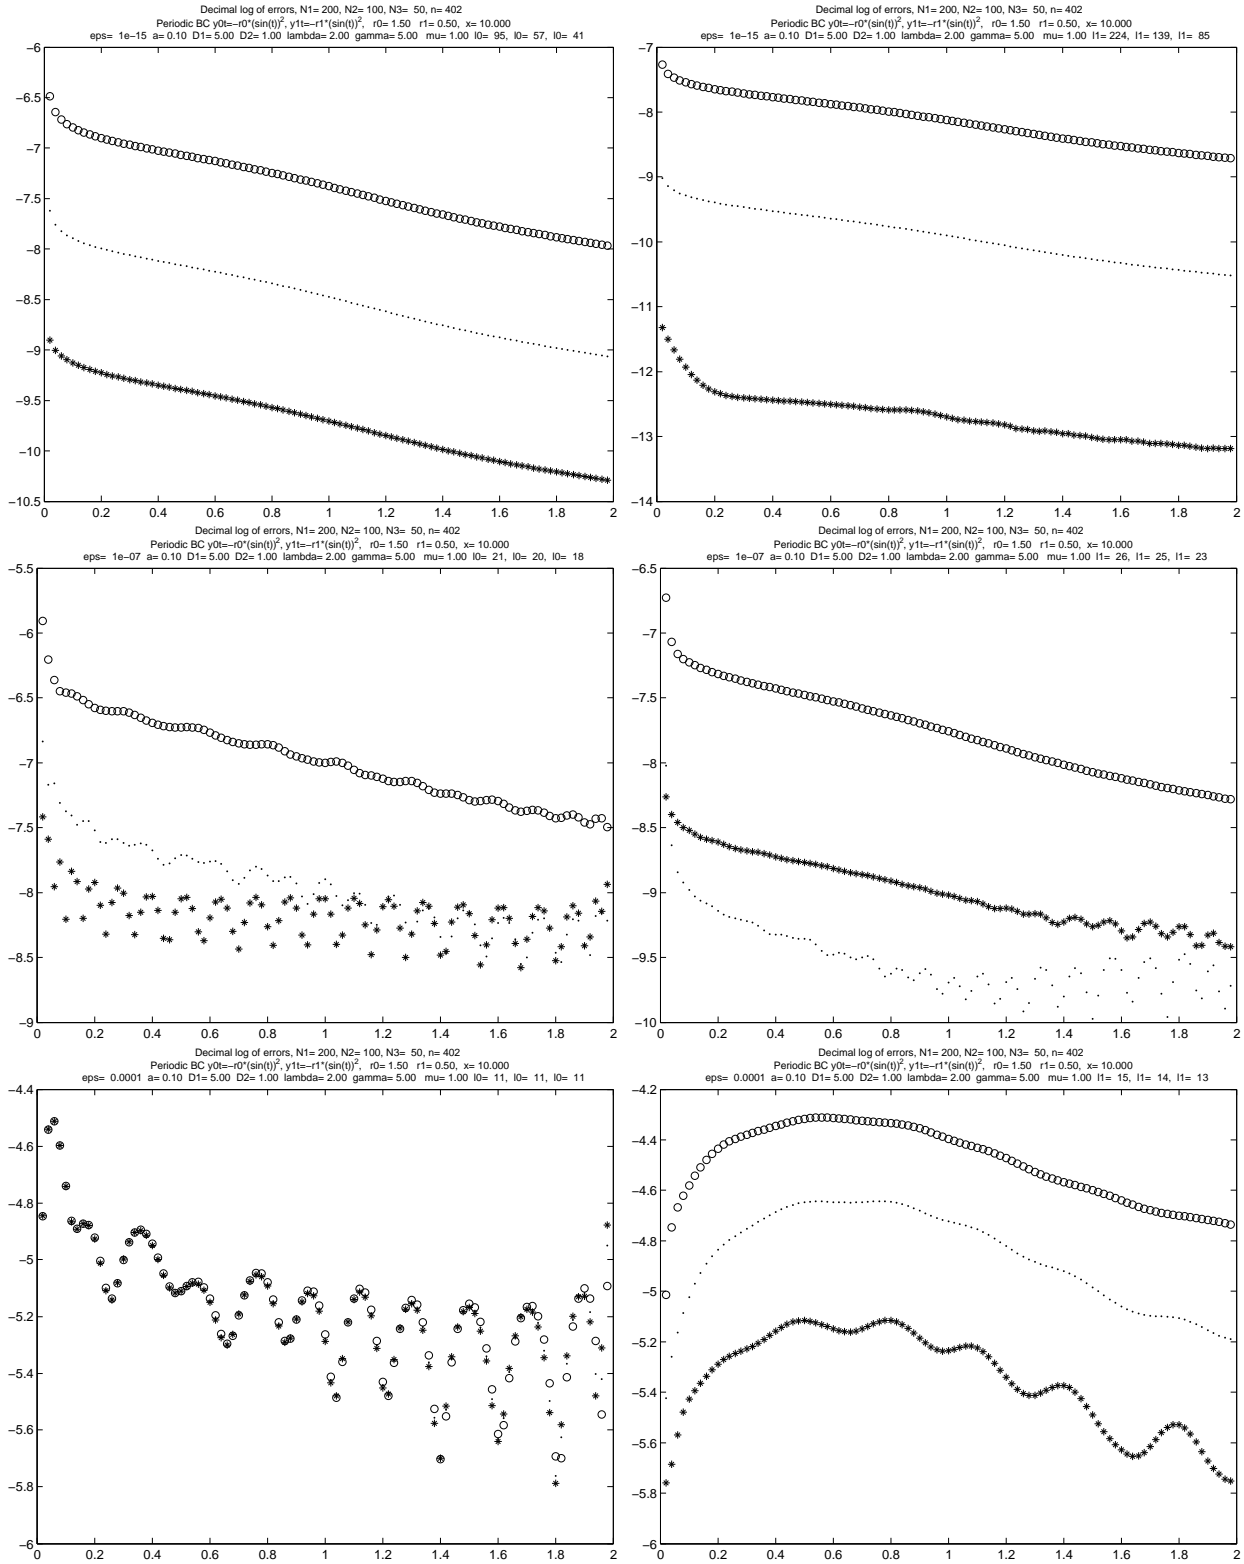 Decimal log of errors, N1= 200, N2= 100, N3= 50, n= 402
Periodic BC y0t=−r0*(sin(t))², y1t=−r1*(sin(t))², r0= 1.50 r1= 0.50, x= 10.000
eps= 1e-15 a= 0.10 D1= 5.00 D2= 1.00 lambda= 2.00 gamma= 5.00 mu= 1.00 I0= 95, I0= 57, I0= 41
−6
−6.5
−7
−7.5
−8
−8.5
−9
−9.5
−10
−10.5
0 0.2 0.4 0.6 0.8 1 1.2 1.4 1.6 1.8 2
Decimal log of errors, N1= 200, N2= 100, N3= 50, n= 402
Periodic BC y0t=−r0*(sin(t))², y1t=−r1*(sin(t))², r0= 1.50 r1= 0.50, x= 10.000
eps= 1e-15 a= 0.10 D1= 5.00 D2= 1.00 lambda= 2.00 gamma= 5.00 mu= 1.00 I1= 224, I1= 139, I1= 85
−7
−8
−9
−10
−11
−12
−13
−14
0 0.2 0.4 0.6 0.8 1 1.2 1.4 1.6 1.8 2
Decimal log of errors, N1= 200, N2= 100, N3= 50, n= 402
Periodic BC y0t=−r0*(sin(t))², y1t=−r1*(sin(t))², r0= 1.50 r1= 0.50, x= 10.000
eps= 1e-07 a= 0.10 D1= 5.00 D2= 1.00 lambda= 2.00 gamma= 5.00 mu= 1.00 I0= 21, I0= 20, I0= 18
−5.5
−6
−6.5
−7
−7.5
−8
−8.5
−9
0 0.2 0.4 0.6 0.8 1 1.2 1.4 1.6 1.8 2
Decimal log of errors, N1= 200, N2= 100, N3= 50, n= 402
Periodic BC y0t=−r0*(sin(t))², y1t=−r1*(sin(t))², r0= 1.50 r1= 0.50, x= 10.000
eps= 1e-07 a= 0.10 D1= 5.00 D2= 1.00 lambda= 2.00 gamma= 5.00 mu= 1.00 I1= 26, I1= 25, I1= 23
−6.5
−7
−7.5
−8
−8.5
−9
−9.5
−10
0 0.2 0.4 0.6 0.8 1 1.2 1.4 1.6 1.8 2
Decimal log of errors, N1= 200, N2= 100, N3= 50, n= 402
Periodic BC y0t=−r0*(sin(t))², y1t=−r1*(sin(t))², r0= 1.50 r1= 0.50, x= 10.000
eps= 0.0001 a= 0.10 D1= 5.00 D2= 1.00 lambda= 2.00 gamma= 5.00 mu= 1.00 I0= 11, I0= 11, I0= 11
−4.4
−4.6
−4.8
−5
−5.2
−5.4
−5.6
−5.8
−6
0 0.2 0.4 0.6 0.8 1 1.2 1.4 1.6 1.8 2
Decimal log of errors, N1= 200, N2= 100, N3= 50, n= 402
Periodic BC y0t=−r0*(sin(t))², y1t=−r1*(sin(t))², r0= 1.50 r1= 0.50, x= 10.000
eps= 0.0001 a= 0.10 D1= 5.00 D2= 1.00 lambda= 2.00 gamma= 5.00 mu= 1.00 I1= 15, I1= 14, I1= 13
−4.2
−4.4
−4.6
−4.8
−5
−5.2
−5.4
−5.6
−5.8
−6
0 0.2 0.4 0.6 0.8 1 1.2 1.4 1.6 1.8 2